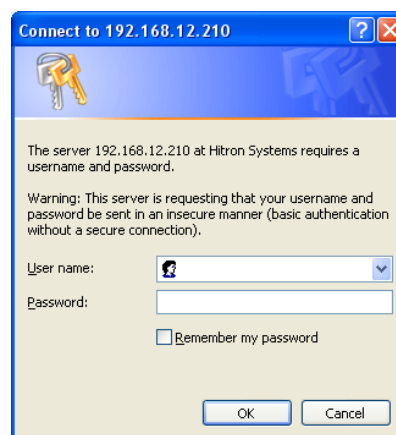 Connect to 192.168.12.210
The server 192.168.12.210 at Hitron Systems requires a
username and password.
Warning: This server is requesting that your username and
password be sent in an insecure manner (basic authentication
without a secure connection).
User name:
Password:
Remember my password
OK Cancel